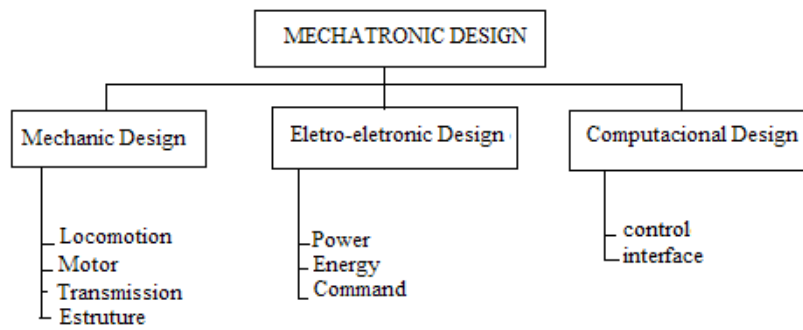 MECHATRONIC DESIGN
Mechanic Design
Eletro-eletronic Design
Computacional Design
Locomotion
Motor
Transmission
Estruture
Power
Energy
Command
control
interface